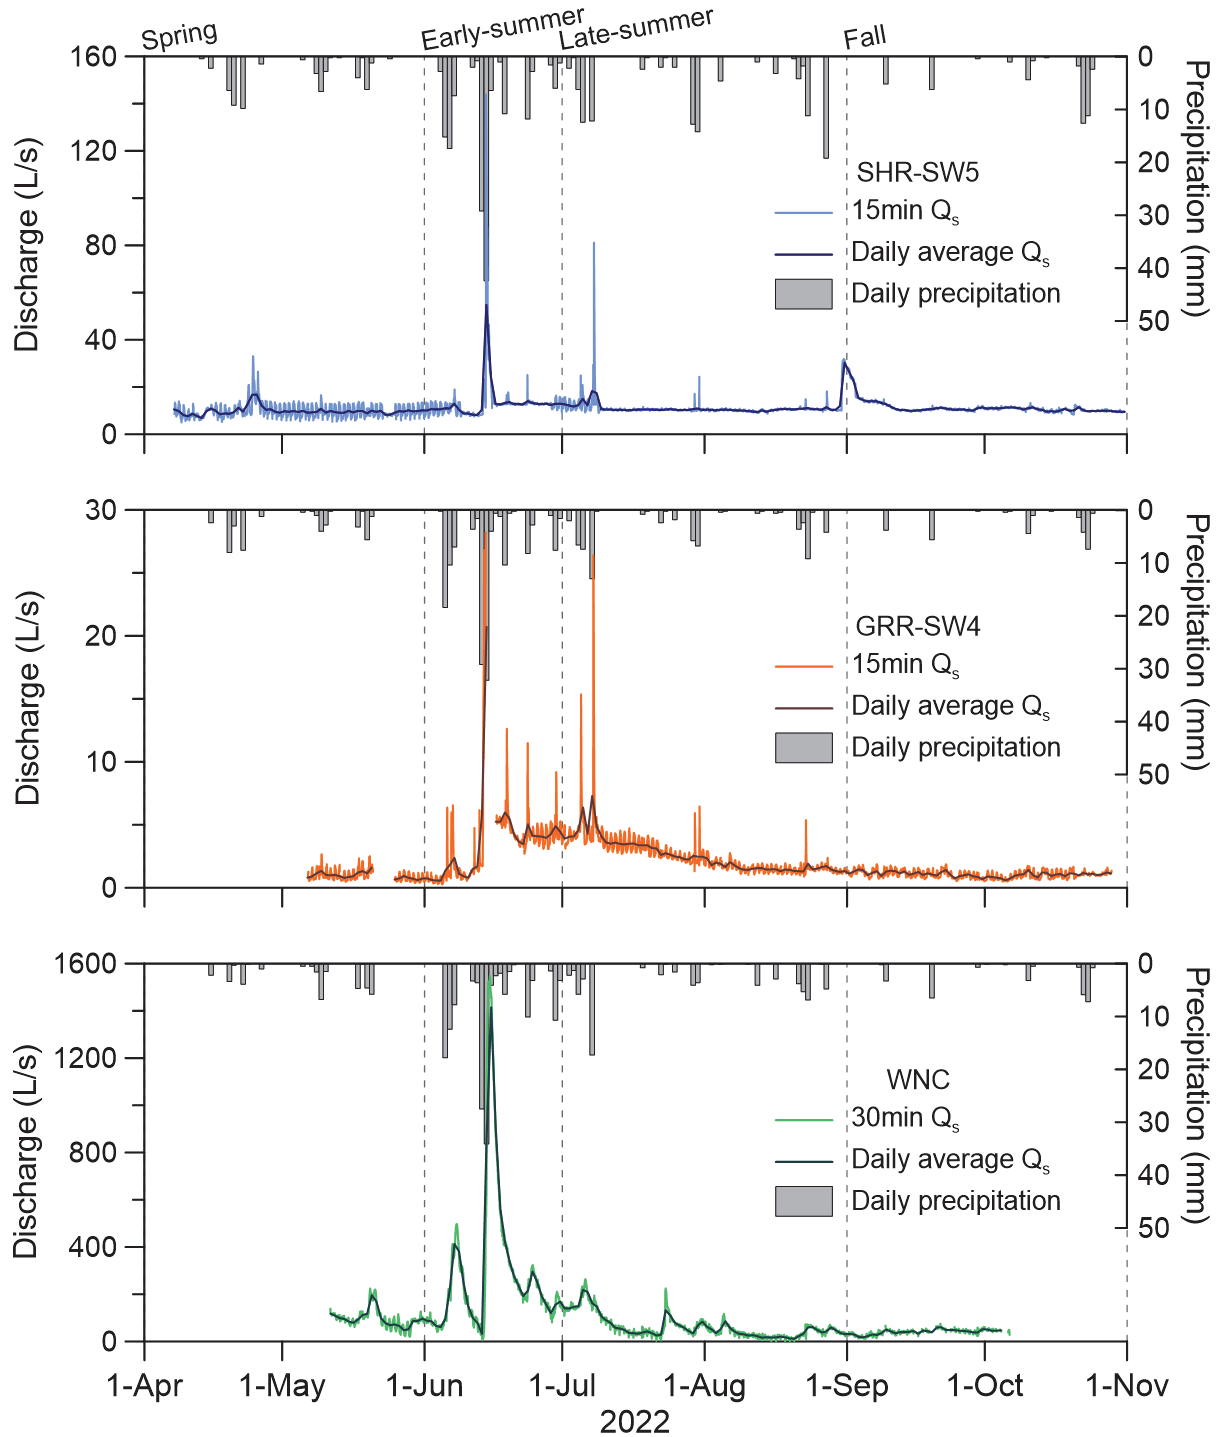 Spring Early-summer Late-summer Fall
160 0
120 10
80 20
40 30
0 40
50
Discharge (L/s)
Precipitation (mm)
SHR-SW5
15min Qs
Daily average Qs
Daily precipitation
30 0
20 10
10 20
0 30
40
50
Discharge (L/s)
Precipitation (mm)
GRR-SW4
15min Qs
Daily average Qs
Daily precipitation
1600 0
1200 10
800 20
400 30
0 40
50
Discharge (L/s)
Precipitation (mm)
WNC
30min Qs
Daily average Qs
Daily precipitation
1-Apr 1-May 1-Jun 1-Jul 1-Aug 1-Sep 1-Oct 1-Nov
2022